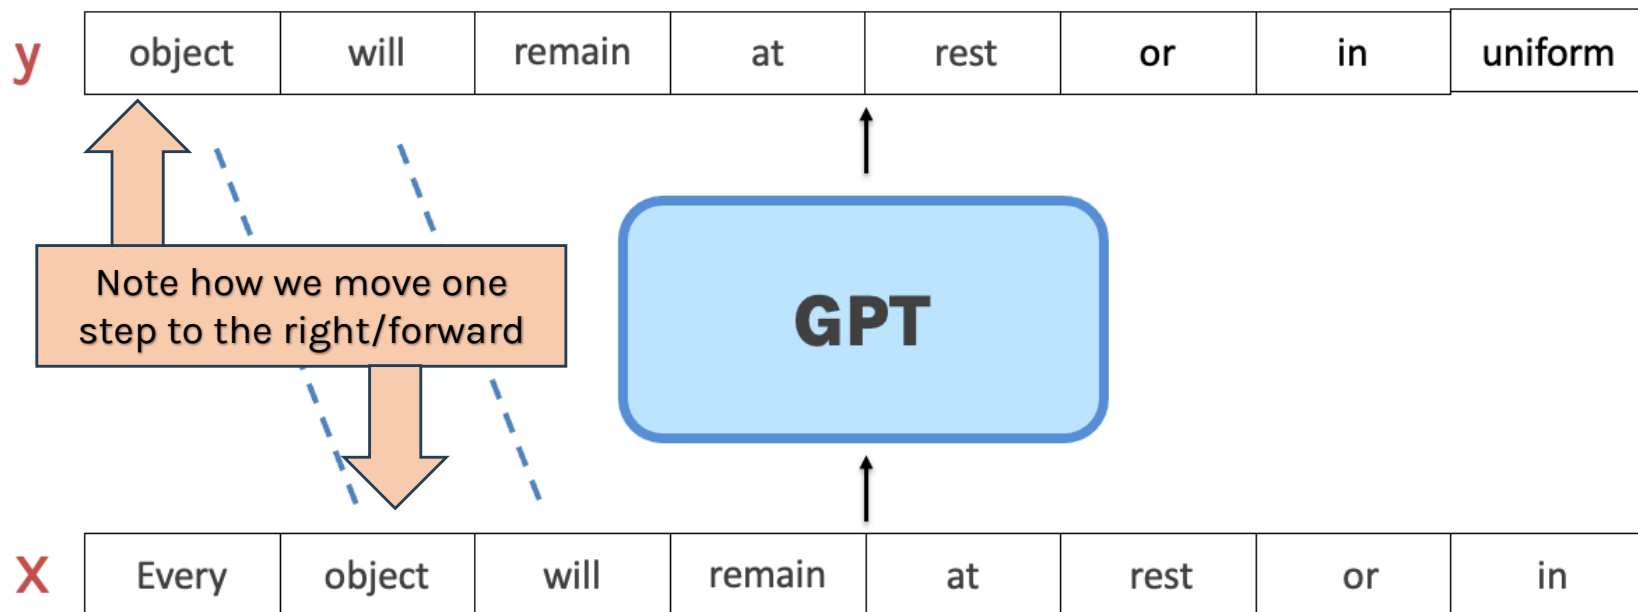 y object will remain at rest or in uniform
Note how we move one
step to the right/forward
GPT
X Every object will remain at rest or in